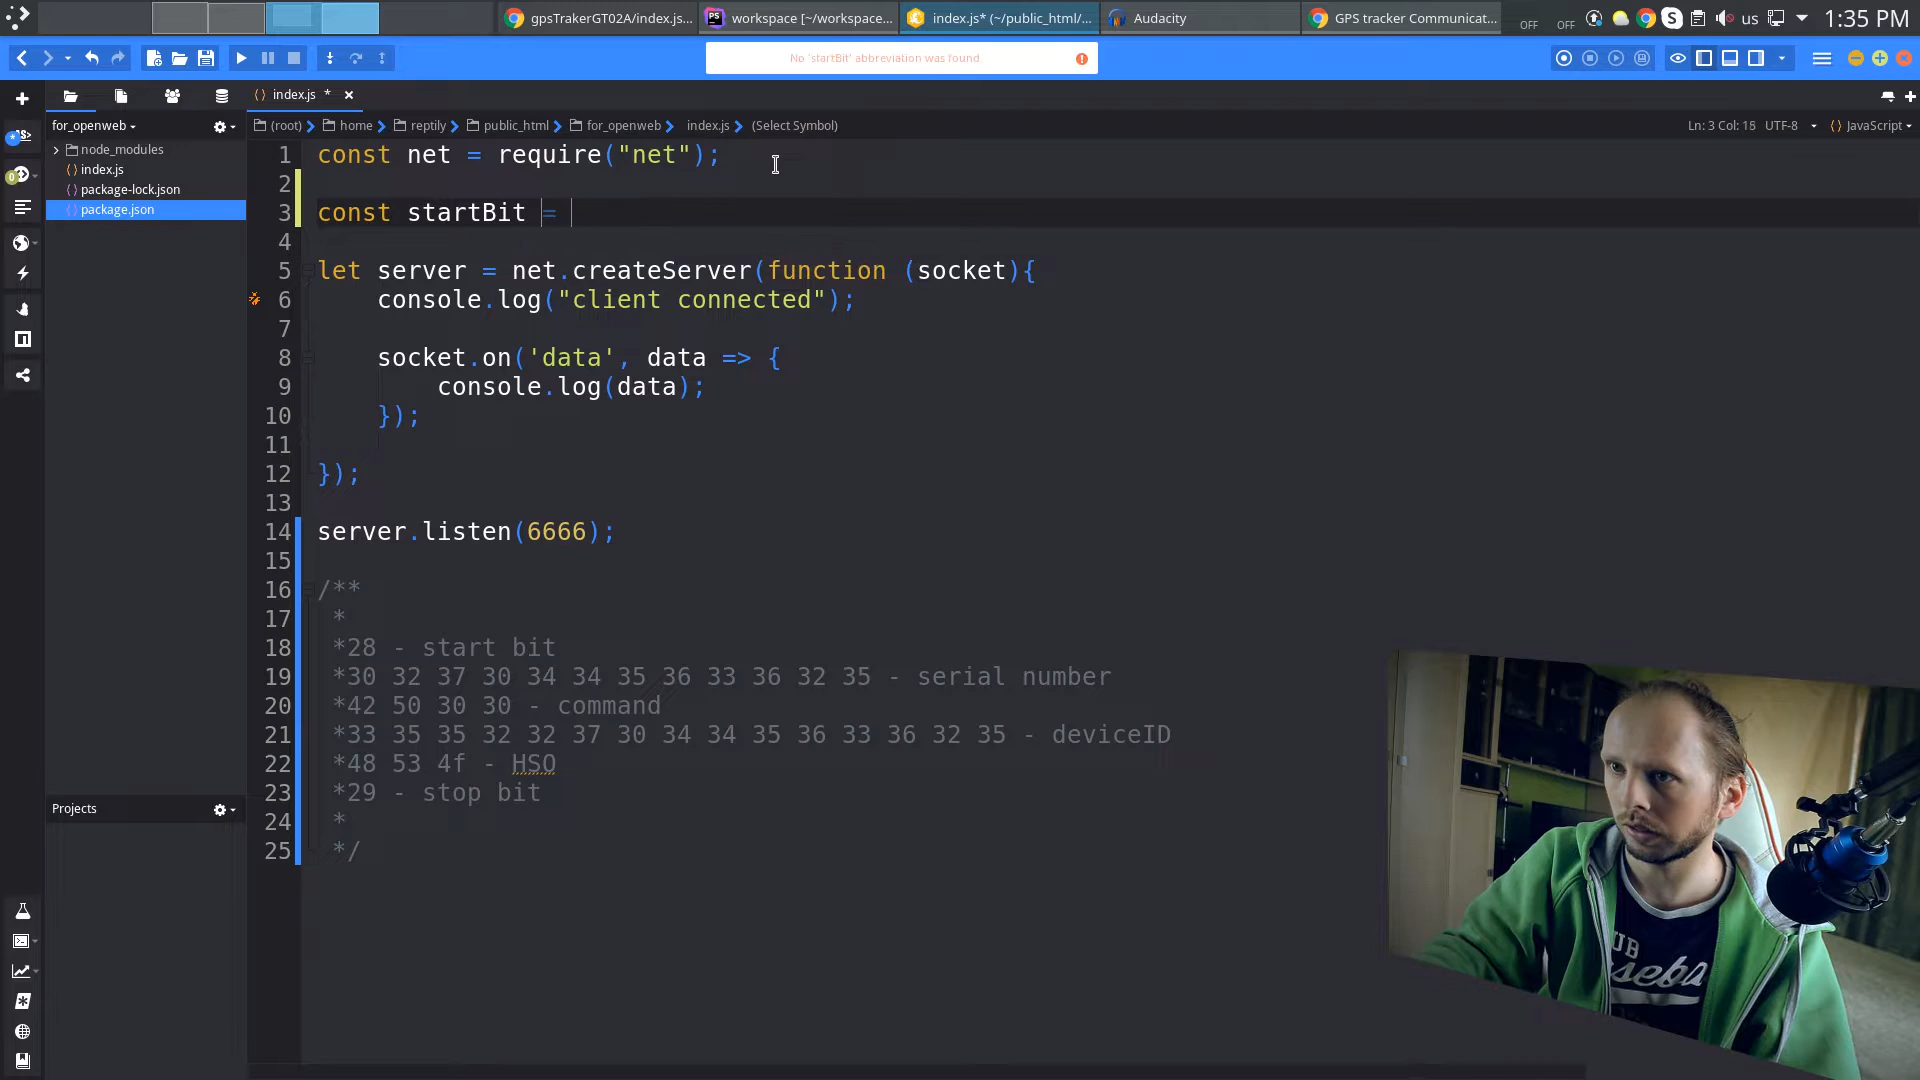 gpsTrakerGT02A/index.js...
workspace [~/workspace...
index.js* (~/public_html/...
Audacity
GPS tracker Communicat...
OFF
OFF
us
1:35 PM
No 'startBit' abbreviation was found
index.js *
for_openweb
(root) home reptily public_html for_openweb index.js (Select Symbol)
Ln: 3 Col: 15 UTF-8 JavaScript
node_modules
index.js
package-lock.json
package.json
Projects
1 const net = require("net");
2
3 const startBit =
4
5 let server = net.createServer(function (socket){
6 console.log("client connected");
7
8 socket.on('data', data => {
9 console.log(data);
10 });
11
12 });
13
14 server.listen(6666);
15
16 /**
17 *
18 *28 - start bit
19 *30 32 37 30 34 34 35 36 33 36 32 35 - serial number
20 *42 50 30 30 - command
21 *33 35 35 32 32 37 30 34 34 35 36 33 36 32 35 - deviceID
22 *48 53 4f - HSO
23 *29 - stop bit
24 *
25 */